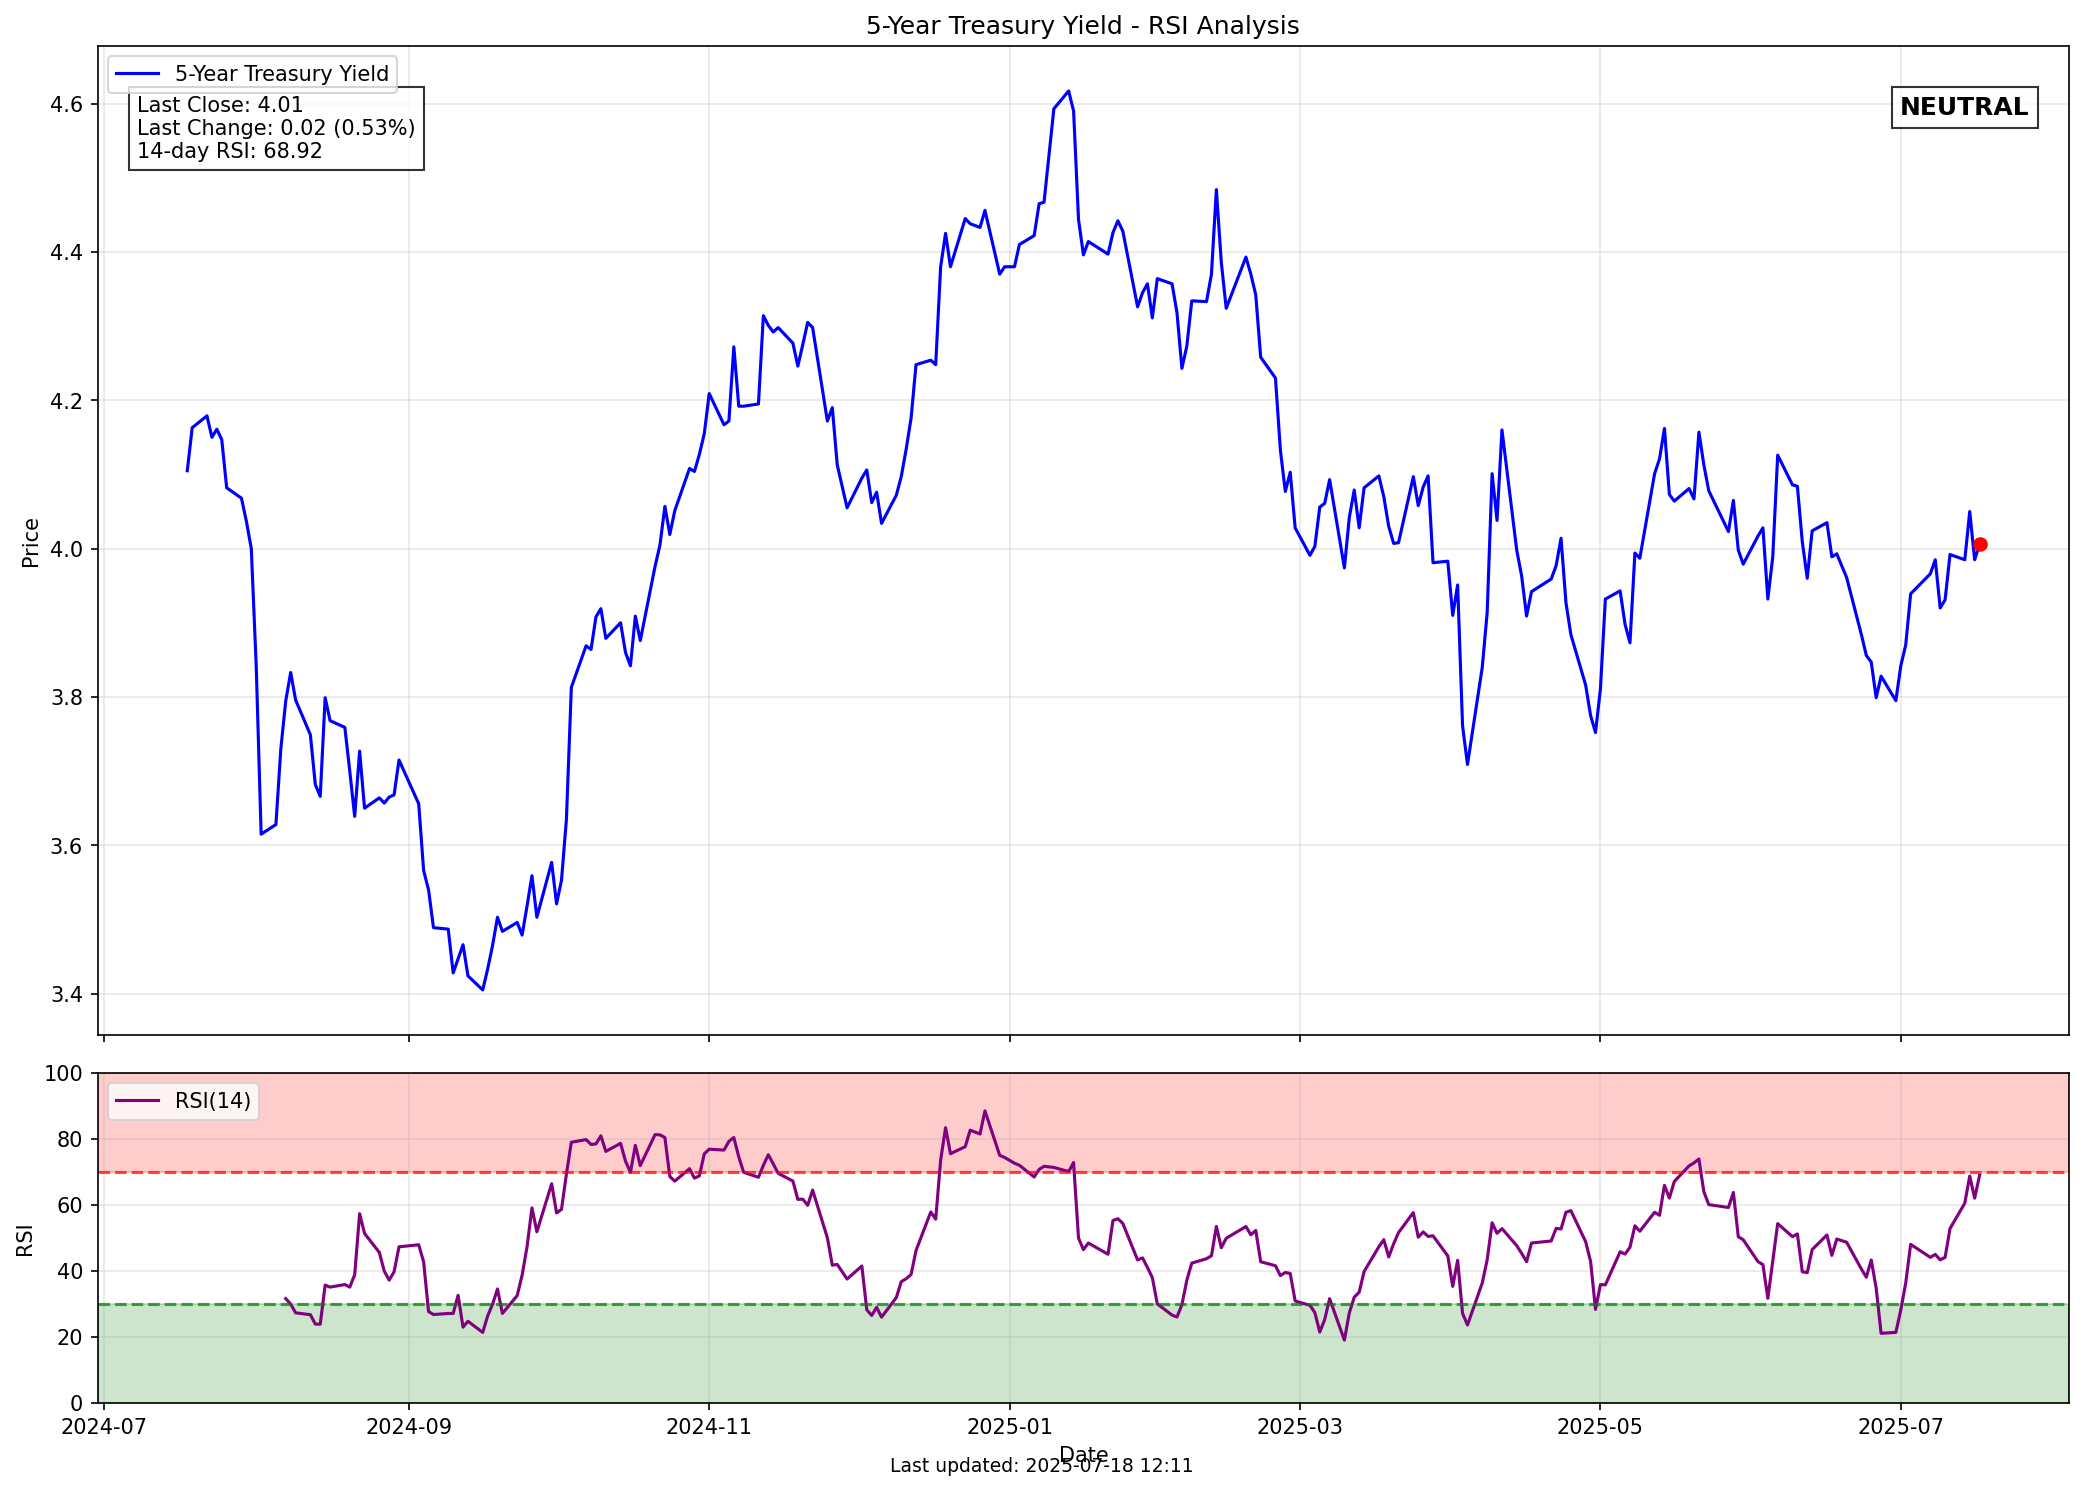 5-Year Treasury Yield - RSI Analysis
5-Year Treasury Yield
Last Close: 4.01
Last Change: 0.02 (0.53%)
14-day RSI: 68.92
NEUTRAL
Price
4.6
4.4
4.2
4.0
3.8
3.6
3.4
RSI(14)
RSI
100
80
60
40
20
0
2024-07
2024-09
2024-11
2025-01
2025-03
2025-05
2025-07
Date
Last updated: 2025-07-18 12:11